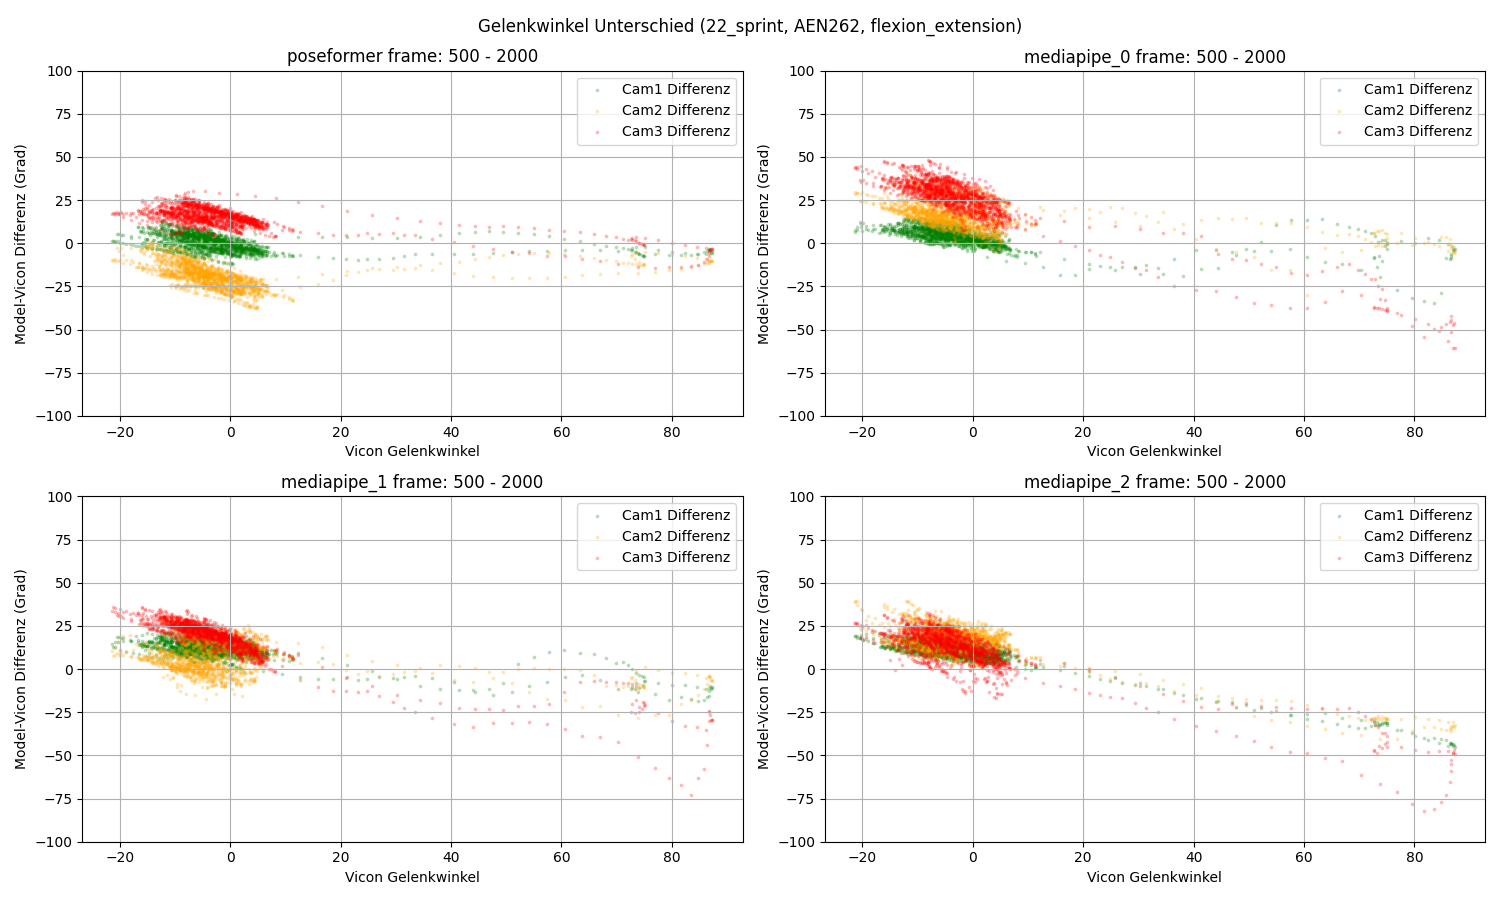 Gelenkwinkel Unterschied (22_sprint, AEN262, flexion_extension)
poseformer frame: 500 - 2000
100
75
50
25
0
−25
−50
−75
−100
Model-Vicon Differenz (Grad)
Cam1 Differenz
Cam2 Differenz
Cam3 Differenz
−20 0 20 40 60 80
Vicon Gelenkwinkel
mediapipe_0 frame: 500 - 2000
100
75
50
25
0
−25
−50
−75
−100
Model-Vicon Differenz (Grad)
Cam1 Differenz
Cam2 Differenz
Cam3 Differenz
−20 0 20 40 60 80
Vicon Gelenkwinkel
mediapipe_1 frame: 500 - 2000
100
75
50
25
0
−25
−50
−75
−100
Model-Vicon Differenz (Grad)
Cam1 Differenz
Cam2 Differenz
Cam3 Differenz
−20 0 20 40 60 80
Vicon Gelenkwinkel
mediapipe_2 frame: 500 - 2000
100
75
50
25
0
−25
−50
−75
−100
Model-Vicon Differenz (Grad)
Cam1 Differenz
Cam2 Differenz
Cam3 Differenz
−20 0 20 40 60 80
Vicon Gelenkwinkel